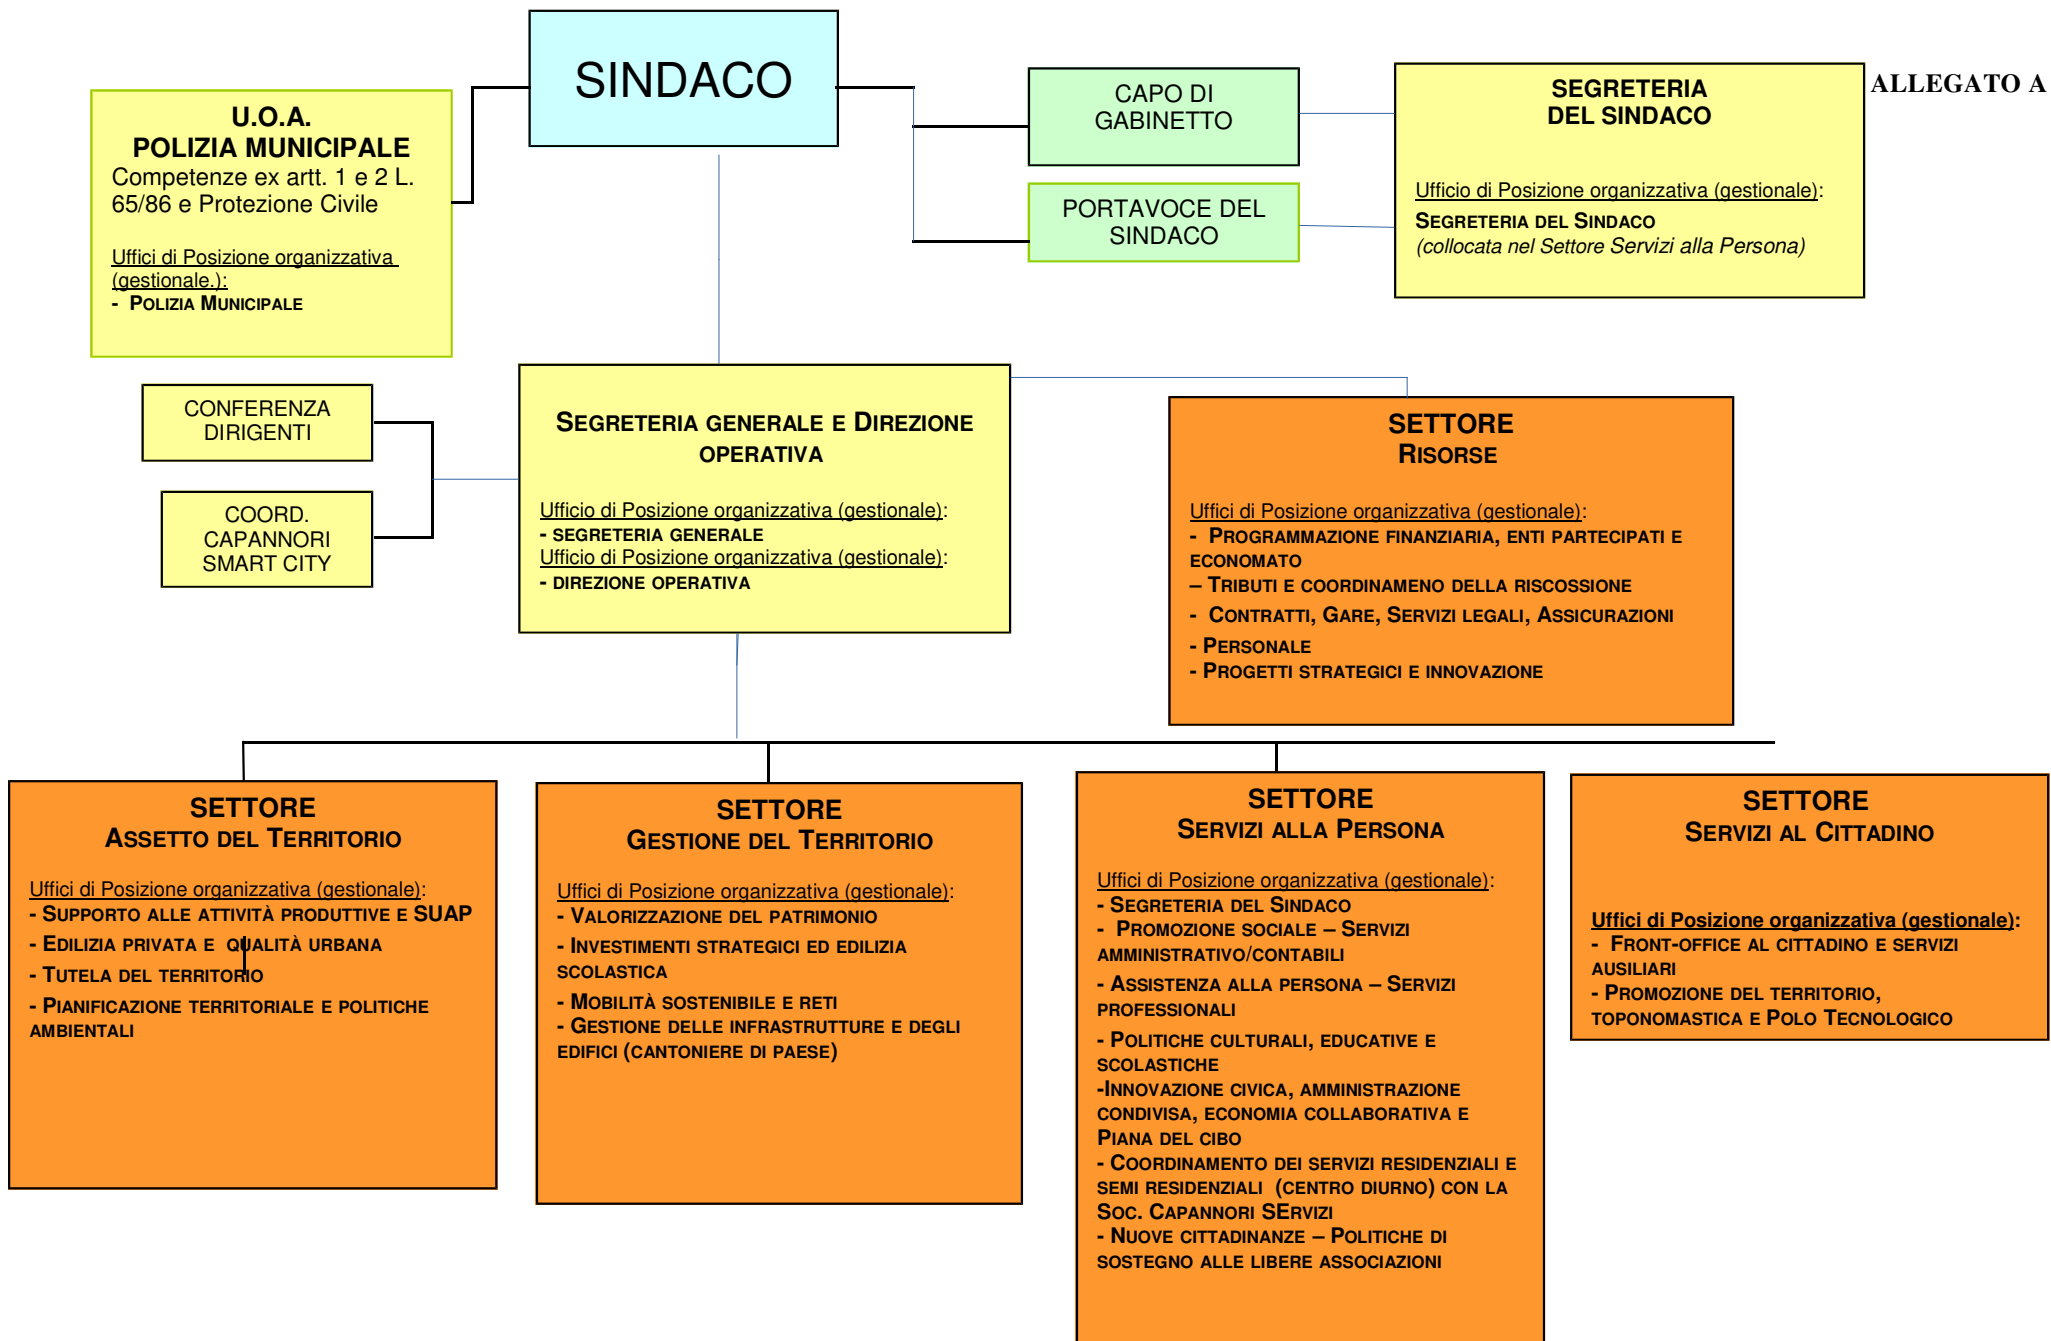 SINDACO
ALLEGATO A
U.O.A.
POLIZIA MUNICIPALE
Competenze ex artt. 1 e 2 L.
65/86 e Protezione Civile
Uffici di Posizione organizzativa
(gestionale.):
- POLIZIA MUNICIPALE
CAPO DI
GABINETTO
PORTAVOCE DEL
SINDACO
SEGRETERIA
DEL SINDACO
Ufficio di Posizione organizzativa (gestionale):
SEGRETERIA DEL SINDACO
(collocata nel Settore Servizi alla Persona)
CONFERENZA
DIRIGENTI
COORD.
CAPANNORI
SMART CITY
SEGRETERIA GENERALE E DIREZIONE
OPERATIVA
Ufficio di Posizione organizzativa (gestionale):
- SEGRETERIA GENERALE
Ufficio di Posizione organizzativa (gestionale):
- DIREZIONE OPERATIVA
SETTORE
RISORSE
Uffici di Posizione organizzativa (gestionale):
- PROGRAMMAZIONE FINANZIARIA, ENTI PARTECIPATI E
ECONOMATO
– TRIBUTI E COORDINAMENO DELLA RISCOSSIONE
- CONTRATTI, GARE, SERVIZI LEGALI, ASSICURAZIONI
- PERSONALE
- PROGETTI STRATEGICI E INNOVAZIONE
SETTORE
ASSETTO DEL TERRITORIO
Uffici di Posizione organizzativa (gestionale):
- SUPPORTO ALLE ATTIVITÀ PRODUTTIVE E SUAP
- EDILIZIA PRIVATA E QUALITÀ URBANA
- TUTELA DEL TERRITORIO
- PIANIFICAZIONE TERRITORIALE E POLITICHE
AMBIENTALI
SETTORE
GESTIONE DEL TERRITORIO
Uffici di Posizione organizzativa (gestionale):
- VALORIZZAZIONE DEL PATRIMONIO
- INVESTIMENTI STRATEGICI ED EDILIZIA
SCOLASTICA
- MOBILITÀ SOSTENIBILE E RETI
- GESTIONE DELLE INFRASTRUTTURE E DEGLI
EDIFICI (CANTONIERE DI PAESE)
SETTORE
SERVIZI ALLA PERSONA
Uffici di Posizione organizzativa (gestionale):
- SEGRETERIA DEL SINDACO
- PROMOZIONE SOCIALE – SERVIZI
AMMINISTRATIVO/CONTABILI
- ASSISTENZA ALLA PERSONA – SERVIZI
PROFESSIONALI
- POLITICHE CULTURALI, EDUCATIVE E
SCOLASTICHE
-INNOVAZIONE CIVICA, AMMINISTRAZIONE
CONDIVISA, ECONOMIA COLLABORATIVA E
PIANA DEL CIBO
- COORDINAMENTO DEI SERVIZI RESIDENZIALI E
SEMI RESIDENZIALI (CENTRO DIURNO) CON LA
SOC. CAPANNORI SERVIZI
- NUOVE CITTADINANZE – POLITICHE DI
SOSTEGNO ALLE LIBERE ASSOCIAZIONI
SETTORE
SERVIZI AL CITTADINO
Uffici di Posizione organizzativa (gestionale):
- FRONT-OFFICE AL CITTADINO E SERVIZI
AUSILIARI
- PROMOZIONE DEL TERRITORIO,
TOPONOMASTICA E POLO TECNOLOGICO